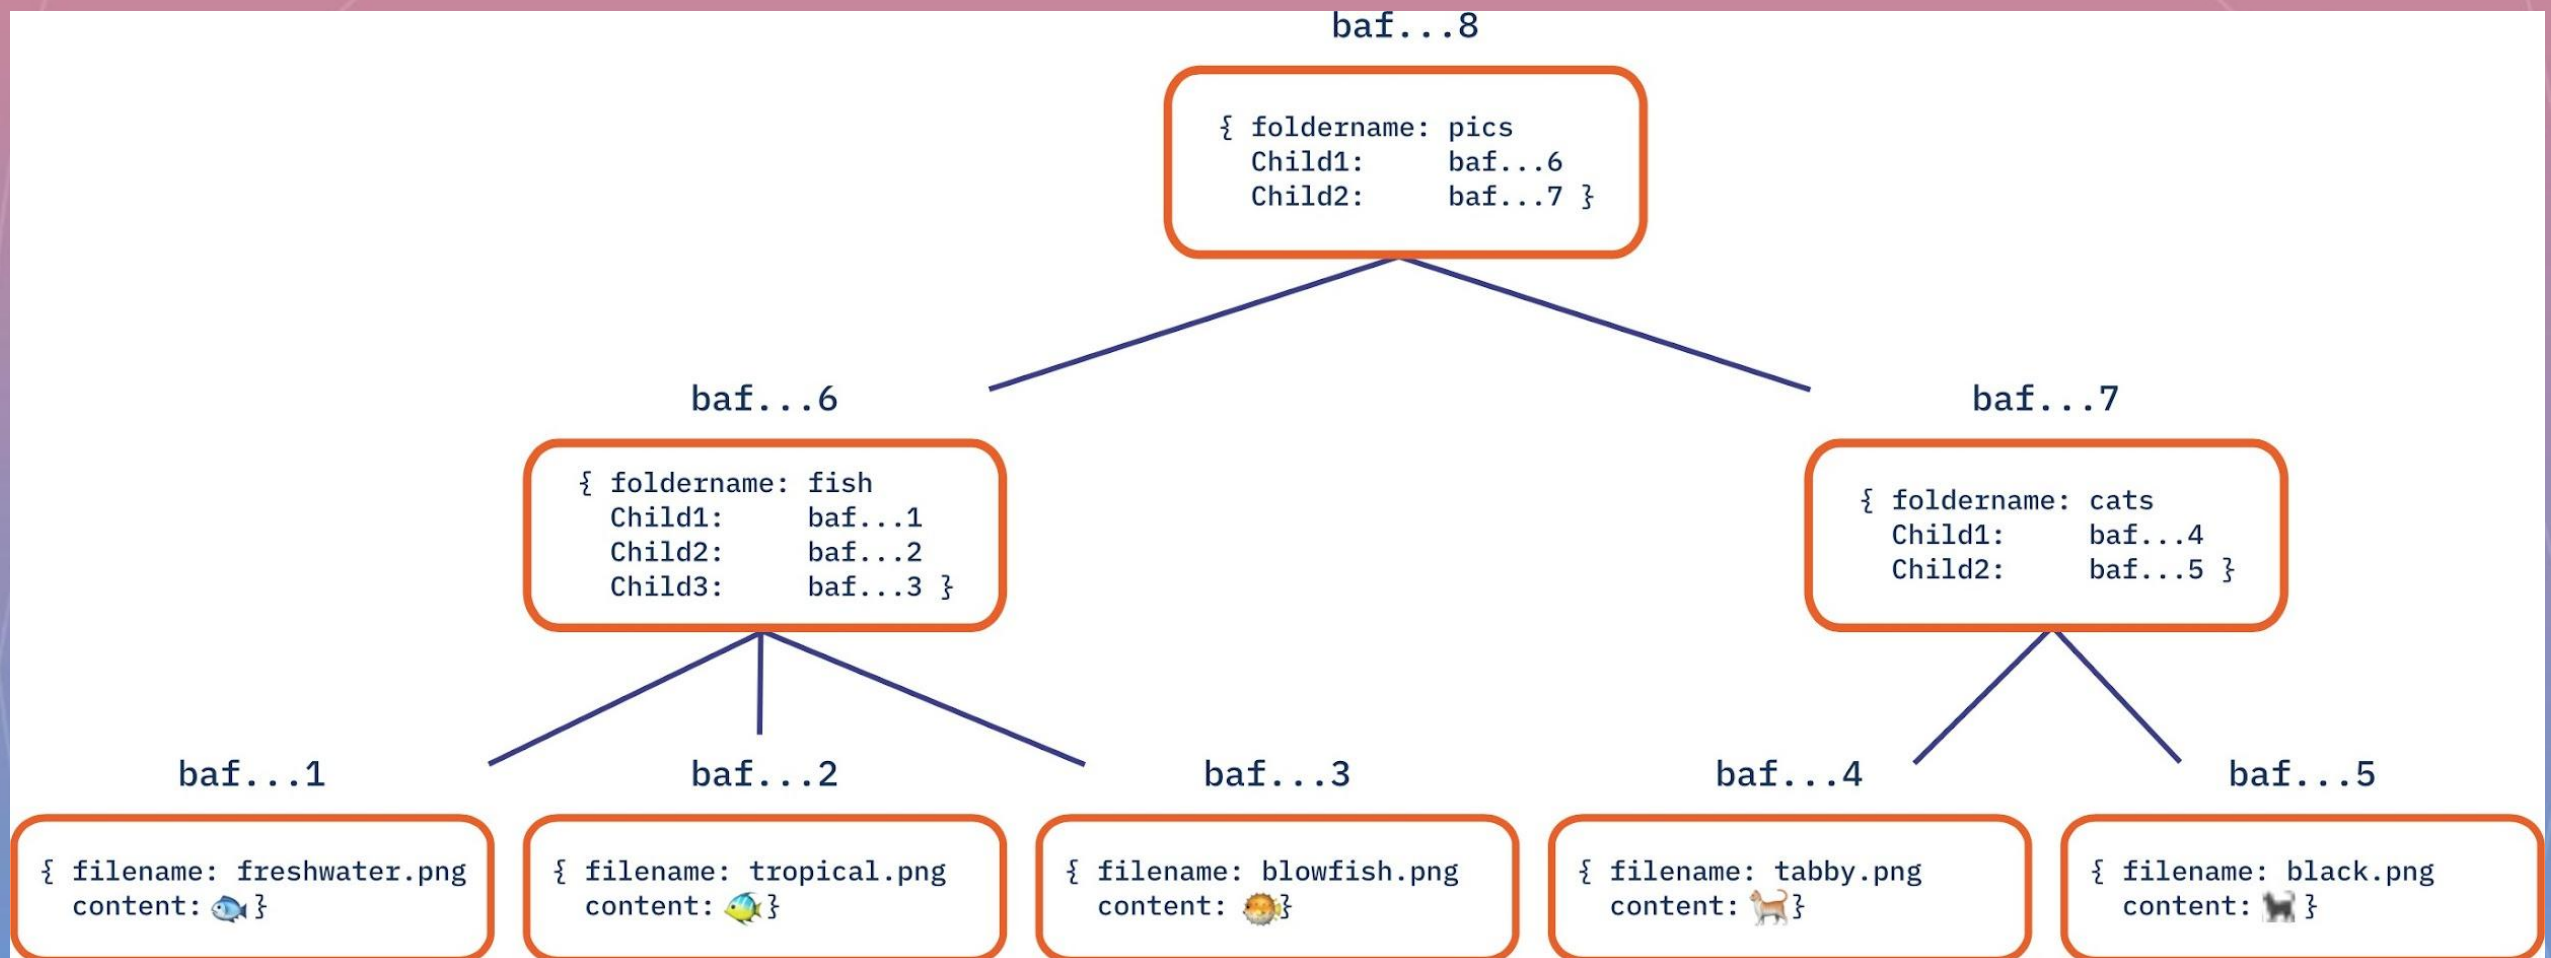 baf...8
{ foldername: pics
Child1: baf...6
Child2: baf...7 }
baf...6
baf...7
{ foldername: fish
Child1: baf...1
Child2: baf...2
Child3: baf...3 }
{ foldername: cats
Child1: baf...4
Child2: baf...5 }
baf...1
baf...2
baf...3
baf...4
baf...5
{ filename: freshwater.png
content: }
{ filename: tropical.png
content: }
{ filename: blowfish.png
content: }
{ filename: tabby.png
content: }
{ filename: black.png
content: }